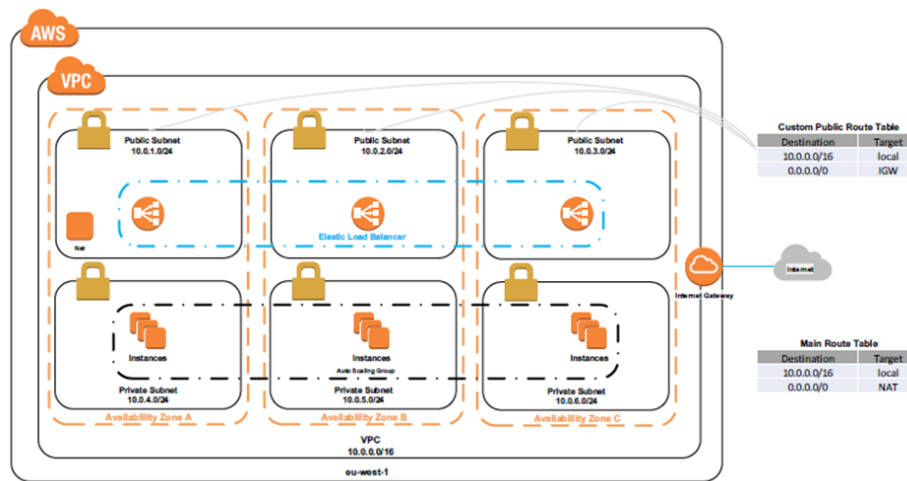 AWS
VPC
Public Subnet
10.0.1.0/24
Public Subnet
10.0.2.0/24
Public Subnet
10.0.3.0/24
Nat
Elastic Load Balancer
Instances
Instances
Auto Scaling Group
Instances
Private Subnet
10.0.4.0/24
Private Subnet
10.0.5.0/24
Private Subnet
10.0.6.0/24
Availability Zone A
Availability Zone B
Availability Zone C
VPC
10.0.0.0/16
eu-west-1
Internet Gateway
Internet
Custom Public Route Table
Destination Target
10.0.0.0/16 local
0.0.0.0/0 IGW
Main Route Table
Destination Target
10.0.0.0/16 local
0.0.0.0/0 NAT